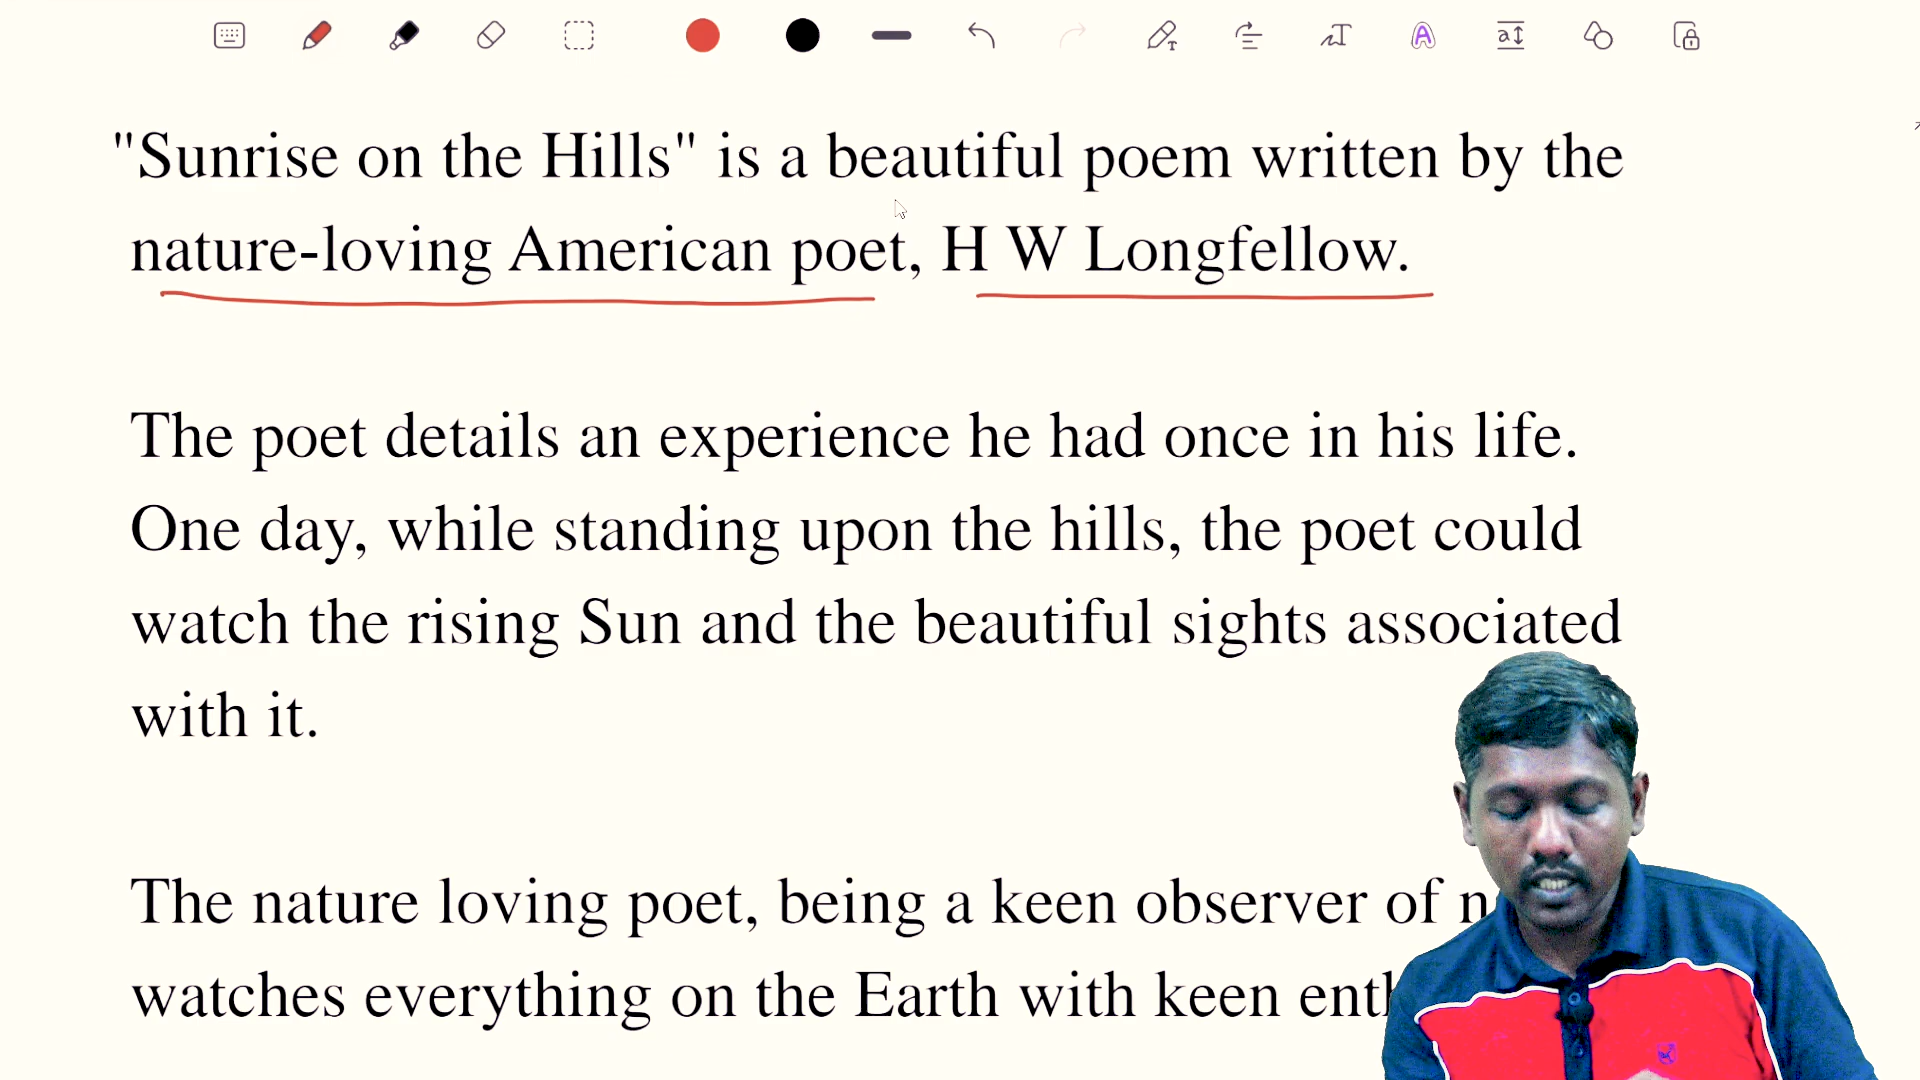 "Sunrise on the Hills" is a beautiful poem written by the
nature-loving American poet, H W Longfellow.
The poet details an experience he had once in his life.
One day, while standing upon the hills, the poet could
watch the rising Sun and the beautiful sights associated
with it.
The nature loving poet, being a keen observer of
watches everything on the Earth with keen